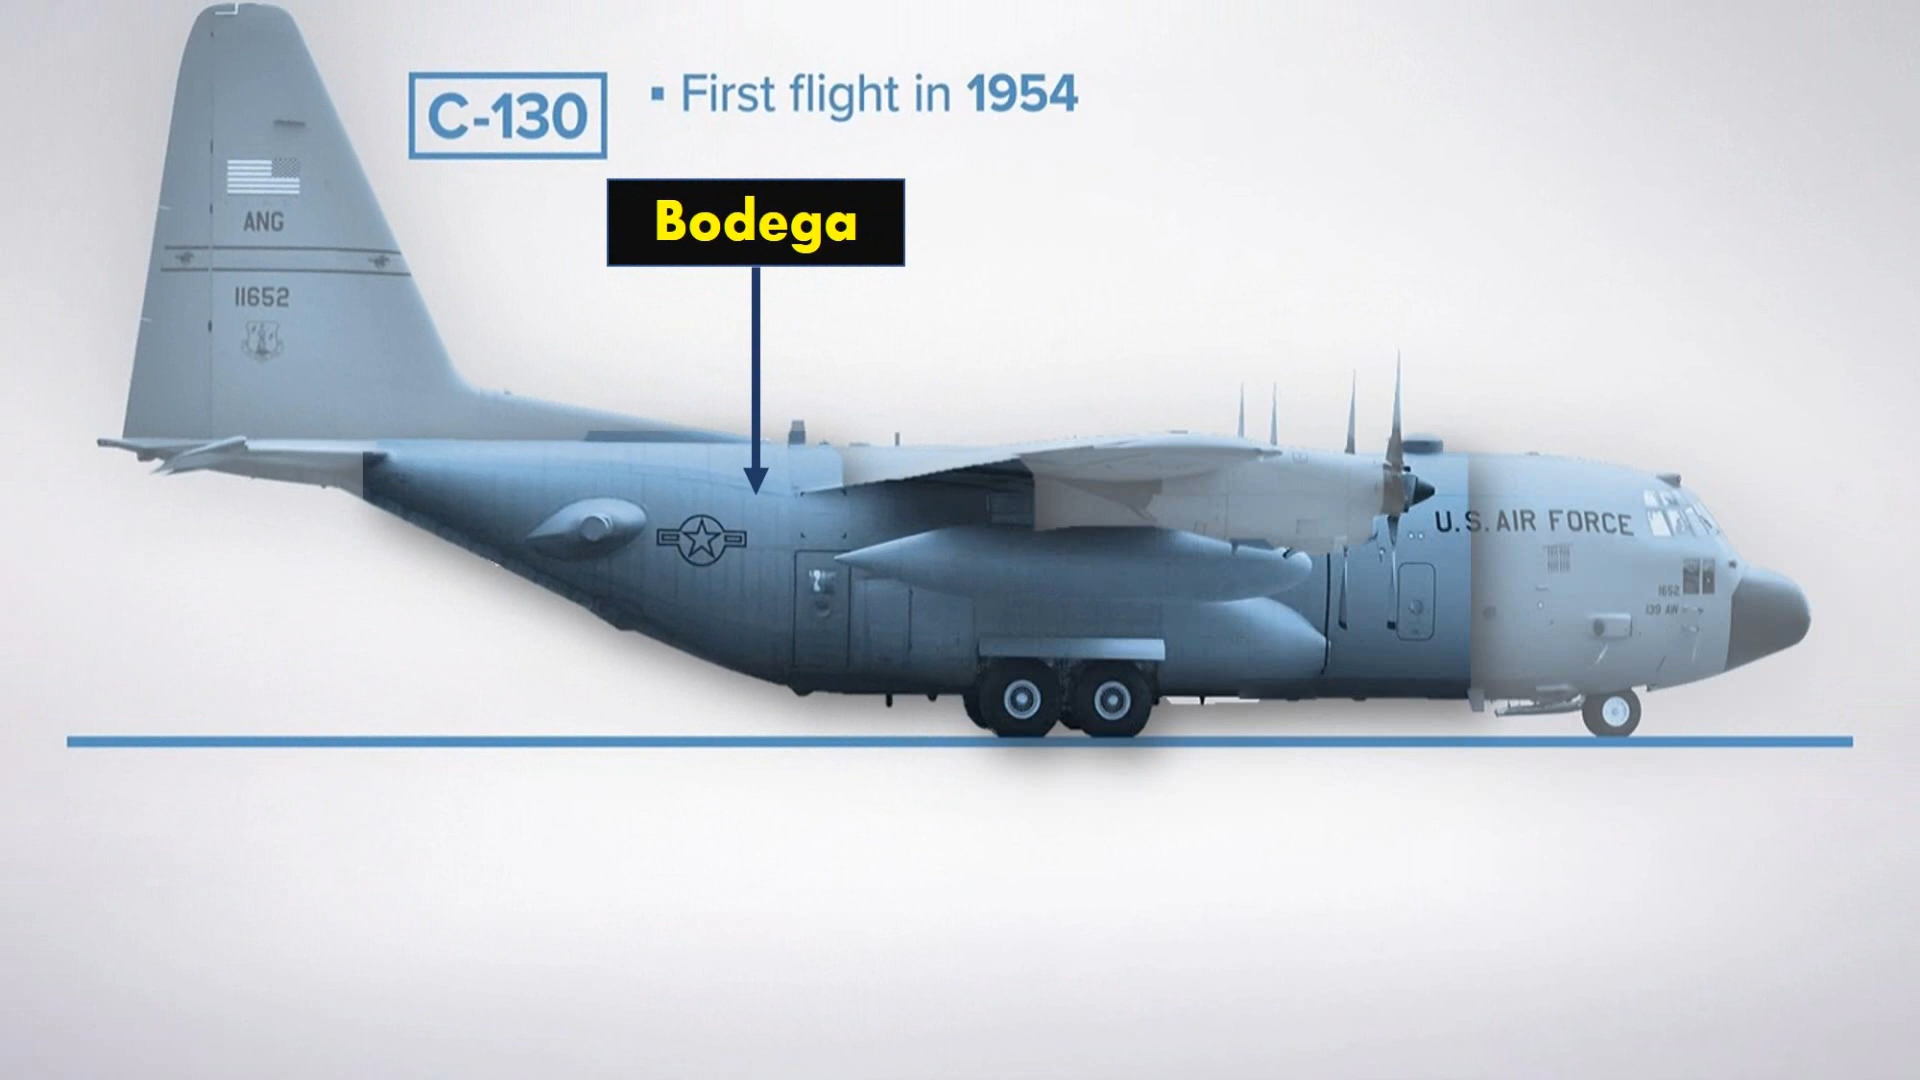 C-130
▪ First flight in 1954
Bodega
ANG
11652
U.S. AIR FORCE
1652
139 AW